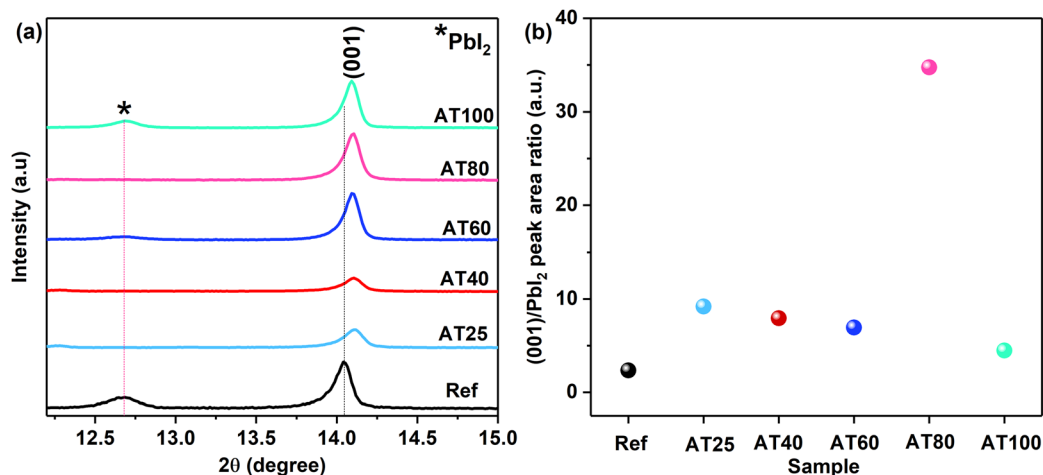 (a)
*PbI₂
(001)
*
AT100
AT80
AT60
AT40
AT25
Ref
Intensity (a.u)
12.5 13.0 13.5 14.0 14.5 15.0
2θ (degree)
(b)
(001)/PbI₂ peak area ratio (a.u.)
40
30
20
10
0
Ref AT25 AT40 AT60 AT80 AT100
Sample